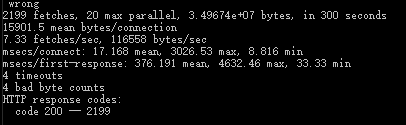 wrong
2199 fetches, 20 max parallel, 3.49674e+07 bytes, in 300 seconds
15901.5 mean bytes/connection
7.33 fetches/sec, 116558 bytes/sec
msecs/connect: 17.168 mean, 3026.53 max, 8.816 min
msecs/first-response: 376.191 mean, 4632.46 max, 33.33 min
4 timeouts
4 bad byte counts
HTTP response codes:
  code 200 -- 2199